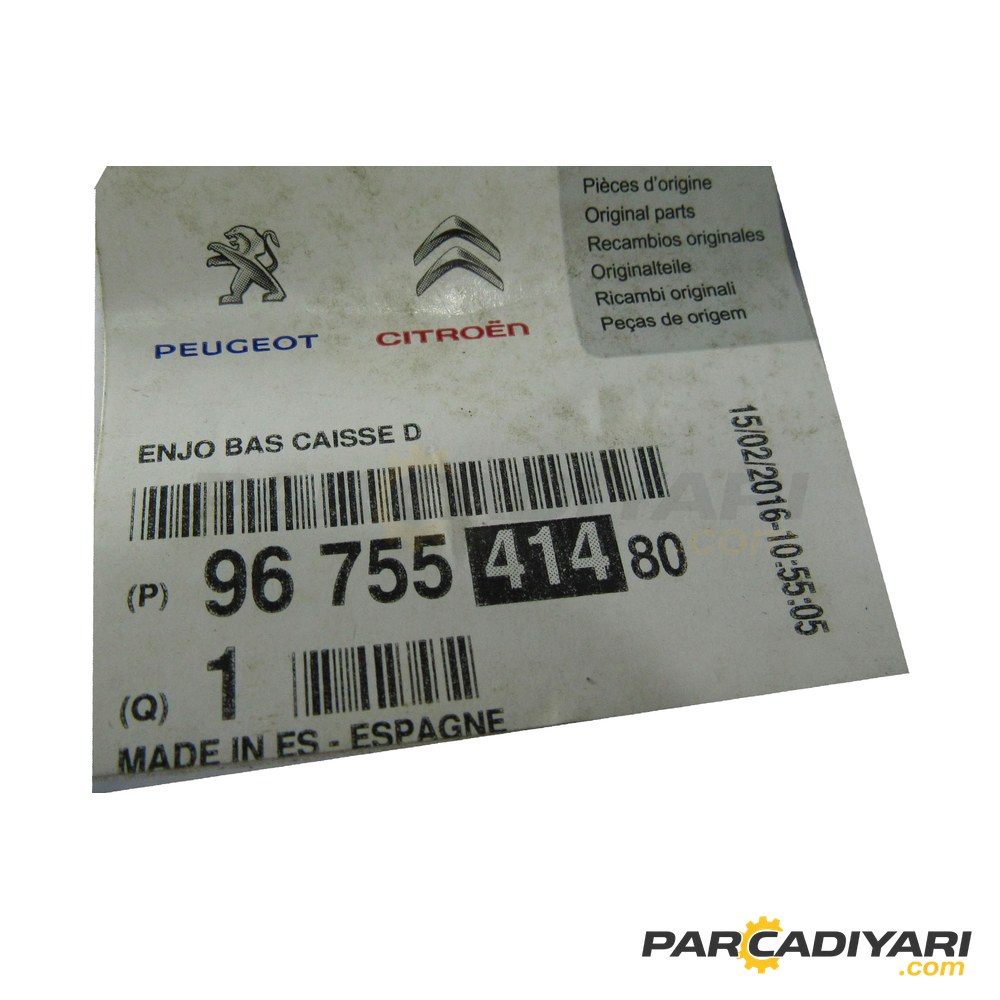 Pièces d'origine
Original parts
Recambios originales
Originalteile
Ricambi originali
Peças de origem
PEUGEOT
CITROËn
ENJO BAS CAISSE D
(P) 96 755 414 80
15/02/2016-10:55:05
(Q) 1
MADE IN ES - ESPAGNE
PARCADIYARI
.com